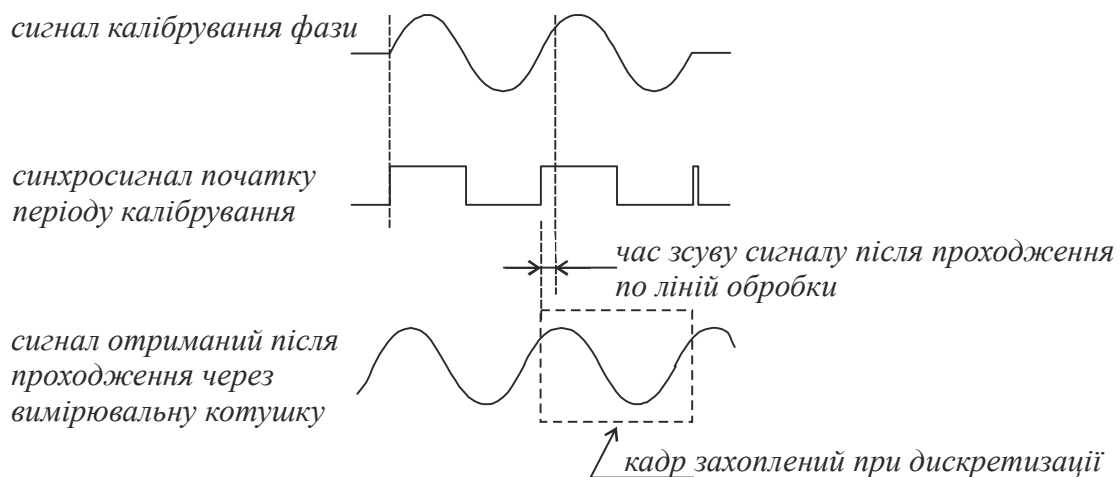 сигнал калібрування фази
синхросигнал початку
періоду калібрування
час зсуву сигналу після проходження
по ліній обробки
сигнал отриманий після
проходження через
вимірювальну котушку
кадр захоплений при дискретизації